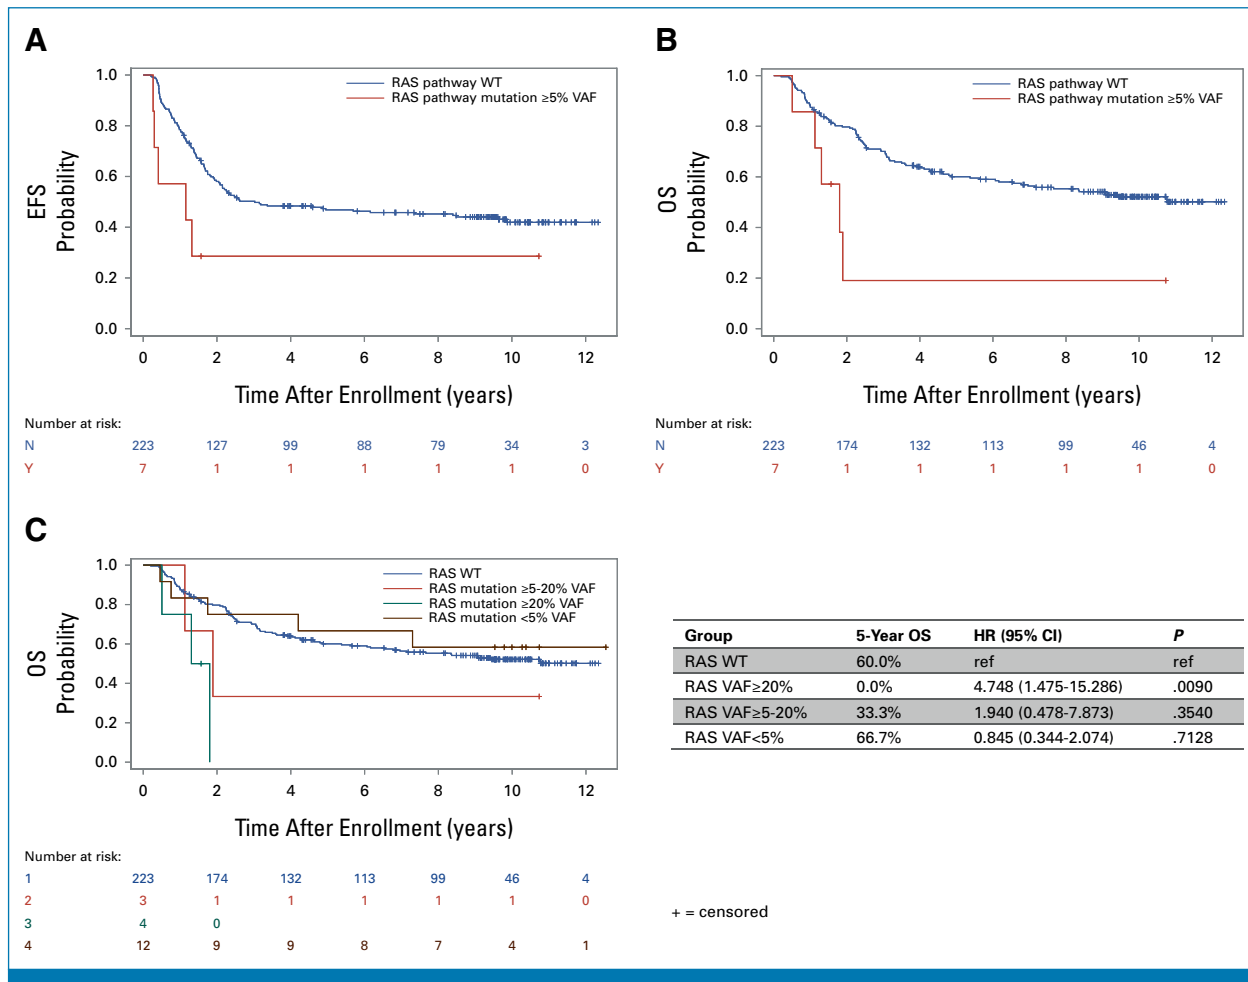 A
1.0
0.8
0.6
0.4
0.2
0.0
EFS
Probability
RAS pathway WT
RAS pathway mutation ≥5% VAF
0 2 4 6 8 10 12
Time After Enrollment (years)
Number at risk:
N 223 127 99 88 79 34 3
Y 7 1 1 1 1 1 0
B
1.0
0.8
0.6
0.4
0.2
0.0
OS
Probability
RAS pathway WT
RAS pathway mutation ≥5% VAF
0 2 4 6 8 10 12
Time After Enrollment (years)
Number at risk:
N 223 174 132 113 99 46 4
Y 7 1 1 1 1 1 0
C
1.0
0.8
0.6
0.4
0.2
0.0
OS
Probability
RAS WT
RAS mutation ≥5-20% VAF
RAS mutation ≥20% VAF
RAS mutation <5% VAF
0 2 4 6 8 10 12
Time After Enrollment (years)
Number at risk:
1 223 174 132 113 99 46 4
2 3 1 1 1 1 1 0
3 4 0
4 12 9 9 8 7 4 1
Group 5-Year OS HR (95% CI) P
RAS WT 60.0% ref ref
RAS VAF≥20% 0.0% 4.748 (1.475-15.286) .0090
RAS VAF≥5-20% 33.3% 1.940 (0.478-7.873) .3540
RAS VAF<5% 66.7% 0.845 (0.344-2.074) .7128
+ = censored